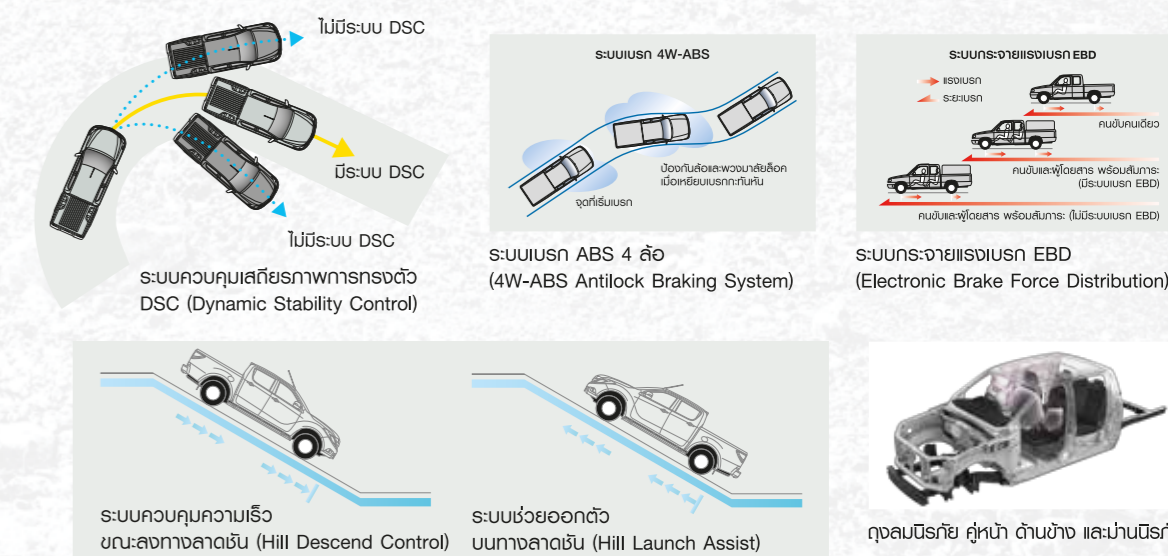 ไม่มีระบบ DSC
มีระบบ DSC
ไม่มีระบบ DSC
ระบบควบคุมเสถียรภาพการทรงตัว
DSC (Dynamic Stability Control)
ระบบเบรก 4W-ABS
ป้องกันล้อและพวงมาลัยล็อค
เมื่อเหยียบเบรกกะทันหัน
จุดที่เริ่มเบรก
ระบบเบรก ABS 4 ล้อ
(4W-ABS Antilock Braking System)
ระบบกระจายแรงเบรก EBD
แรงเบรก
ระยะเบรก
คนขับคนเดียว
คนขับและผู้โดยสาร พร้อมสัมภาระ
(มีระบบเบรก EBD)
คนขับและผู้โดยสาร พร้อมสัมภาระ (ไม่มีระบบเบรก EBD)
ระบบกระจายแรงเบรก EBD
(Electronic Brake Force Distribution)
ระบบควบคุมความเร็ว
ขณะลงทางลาดชัน (Hill Descend Control)
ระบบช่วยออกตัว
บนทางลาดชัน (Hill Launch Assist)
ถุงลมนิรภัย คู่หน้า ด้านข้าง